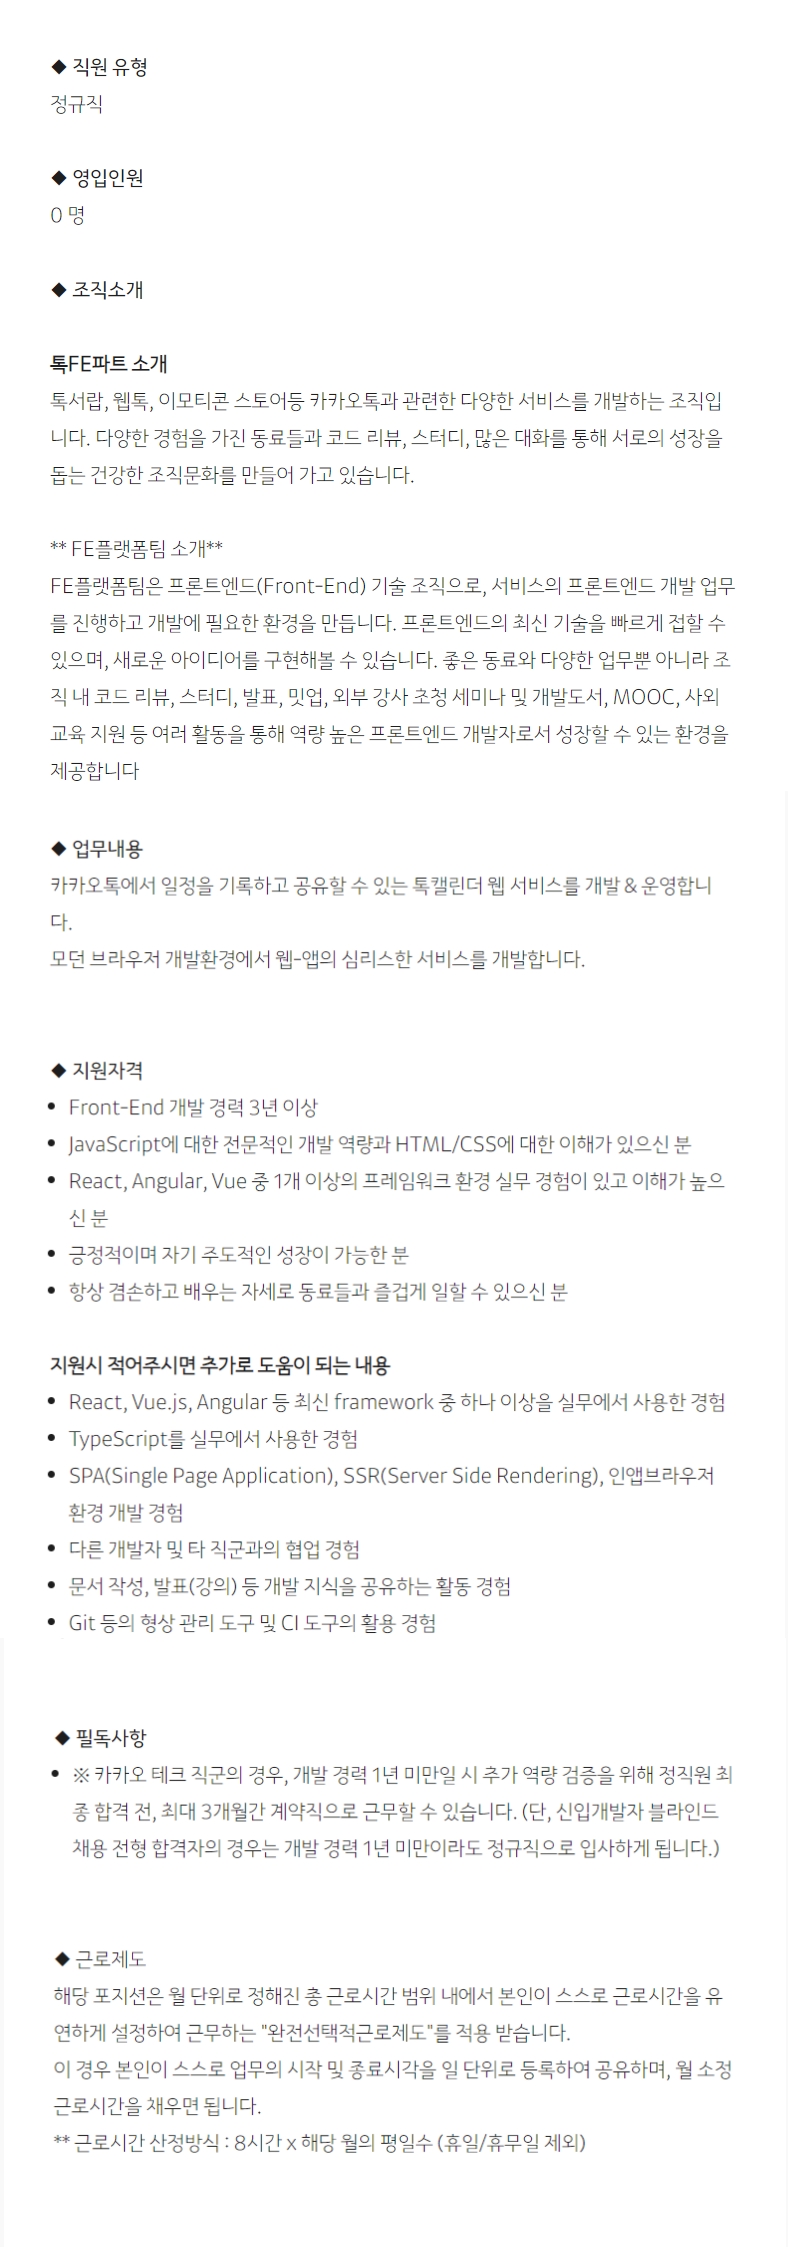 ◆ 직원 유형
정규직
◆ 영입인원
0 명
◆ 조직소개
톡FE파트 소개
톡서랍, 웹톡, 이모티콘 스토어등 카카오톡과 관련한 다양한 서비스를 개발하는 조직입
니다. 다양한 경험을 가진 동료들과 코드 리뷰, 스터디, 많은 대화를 통해 서로의 성장을
돕는 건강한 조직문화를 만들어 가고 있습니다.
** FE플랫폼팀 소개**
FE플랫폼팀은 프론트엔드(Front-End) 기술 조직으로, 서비스의 프론트엔드 개발 업무
를 진행하고 개발에 필요한 환경을 만듭니다. 프론트엔드의 최신 기술을 빠르게 접할 수
있으며, 새로운 아이디어를 구현해볼 수 있습니다. 좋은 동료와 다양한 업무뿐 아니라 조
직 내 코드 리뷰, 스터디, 발표, 밋업, 외부 강사 초청 세미나 및 개발도서, MOOC, 사외
교육 지원 등 여러 활동을 통해 역량 높은 프론트엔드 개발자로서 성장할 수 있는 환경을
제공합니다
◆ 업무내용
카카오톡에서 일정을 기록하고 공유할 수 있는 톡캘린더 웹 서비스를 개발 & 운영합니
다.
모던 브라우저 개발환경에서 웹-앱의 심리스한 서비스를 개발합니다.
◆ 지원자격
• Front-End 개발 경력 3년 이상
• JavaScript에 대한 전문적인 개발 역량과 HTML/CSS에 대한 이해가 있으신 분
• React, Angular, Vue 중 1개 이상의 프레임워크 환경 실무 경험이 있고 이해가 높으
신 분
• 긍정적이며 자기 주도적인 성장이 가능한 분
• 항상 겸손하고 배우는 자세로 동료들과 즐겁게 일할 수 있으신 분
지원시 적어주시면 추가로 도움이 되는 내용
• React, Vue.js, Angular 등 최신 framework 중 하나 이상을 실무에서 사용한 경험
• TypeScript를 실무에서 사용한 경험
• SPA(Single Page Application), SSR(Server Side Rendering), 인앱브라우저
환경 개발 경험
• 다른 개발자 및 타 직군과의 협업 경험
• 문서 작성, 발표(강의) 등 개발 지식을 공유하는 활동 경험
• Git 등의 형상 관리 도구 및 CI 도구의 활용 경험
◆ 필독사항
• ※ 카카오 테크 직군의 경우, 개발 경력 1년 미만일 시 추가 역량 검증을 위해 정직원 최
종 합격 전, 최대 3개월간 계약직으로 근무할 수 있습니다. (단, 신입개발자 블라인드
채용 전형 합격자의 경우는 개발 경력 1년 미만이라도 정규직으로 입사하게 됩니다.)
◆ 근로제도
해당 포지션은 월 단위로 정해진 총 근로시간 범위 내에서 본인이 스스로 근로시간을 유
연하게 설정하여 근무하는 "완전선택적근로제도"를 적용 받습니다.
이 경우 본인이 스스로 업무의 시작 및 종료시각을 일 단위로 등록하여 공유하며, 월 소정
근로시간을 채우면 됩니다.
** 근로시간 산정방식 : 8시간 x 해당 월의 평일수 (휴일/휴무일 제외)